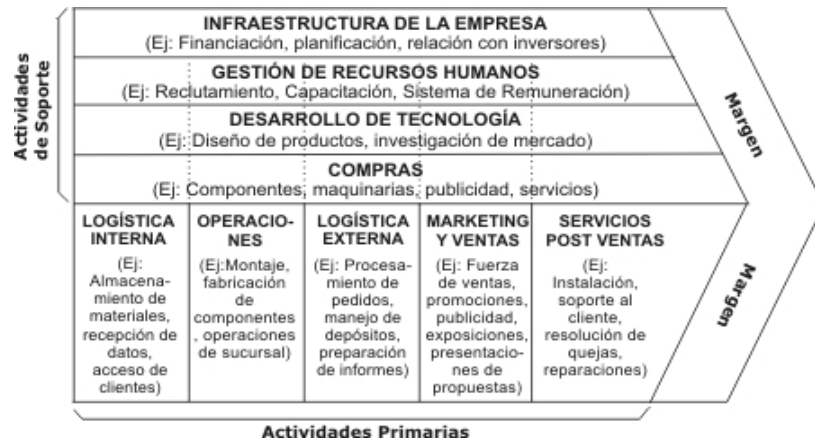 Actividades
de Soporte
INFRAESTRUCTURA DE LA EMPRESA
(Ej: Financiación, planificación, relación con inversores)
GESTIÓN DE RECURSOS HUMANOS
(Ej: Reclutamiento, Capacitación, Sistema de Remuneración)
DESARROLLO DE TECNOLOGÍA
(Ej: Diseño de productos, investigación de mercado)
COMPRAS
(Ej: Componentes, maquinarias, publicidad, servicios)
Margen
LOGÍSTICA
INTERNA
(Ej:
Almacena-
miento de
materiales,
recepción de
datos,
acceso de
clientes)
OPERACIO-
NES
(Ej:Montaje,
fabricación
de
componentes
, operaciones
de sucursal)
LOGÍSTICA
EXTERNA
(Ej: Procesa-
miento de
pedidos,
manejo de
depósitos,
preparación
de informes)
MARKETING
Y VENTAS
(Ej: Fuerza
de ventas,
promociones,
publicidad,
exposiciones,
presentacio-
nes de
propuestas)
SERVICIOS
POST VENTAS
(Ej:
Instalación,
soporte al
cliente,
resolución de
quejas,
reparaciones)
Margen
Actividades Primarias